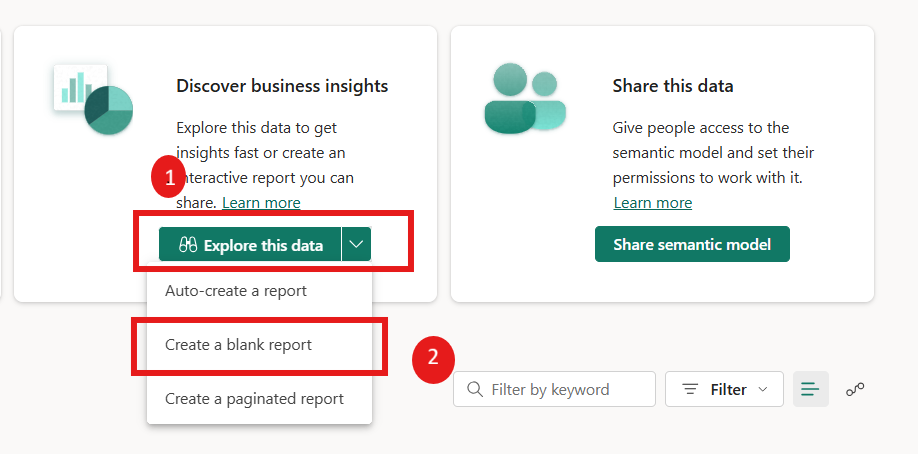 Discover business insights
Explore this data to get
insights fast or create an
interactive report you can
share. Learn more
1
Explore this data
Auto-create a report
Create a blank report
Create a paginated report
Share this data
Give people access to the
semantic model and set their
permissions to work with it.
Learn more
Share semantic model
2
Filter by keyword
Filter